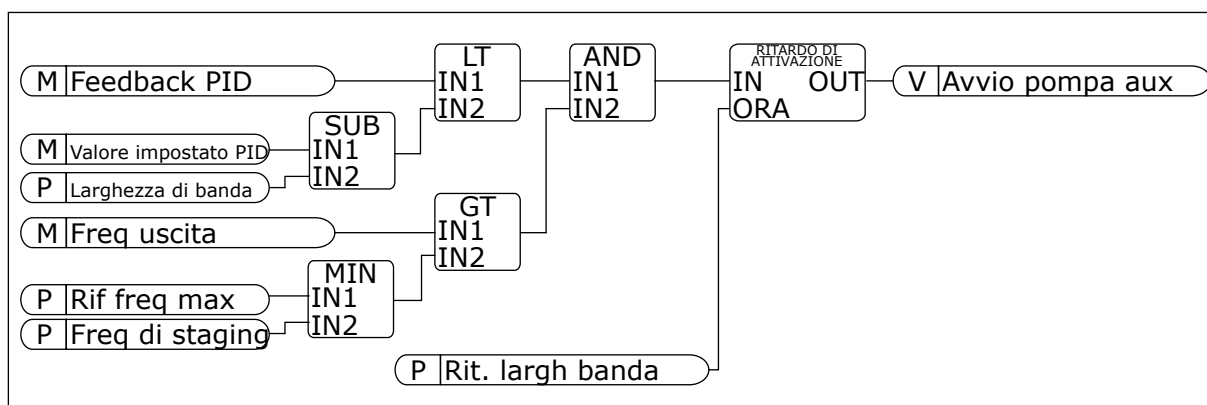 LT
AND
RITARDO DI
ATTIVAZIONE
M Feedback PID
IN1
IN1
IN OUT
V Avvio pompa aux
IN2
IN2
ORA
SUB
M Valore impostato PID
IN1
IN2
P Larghezza di banda
GT
M Freq uscita
IN1
IN2
MIN
P Rif freq max
IN1
P Freq di staging
IN2
P Rit. largh banda